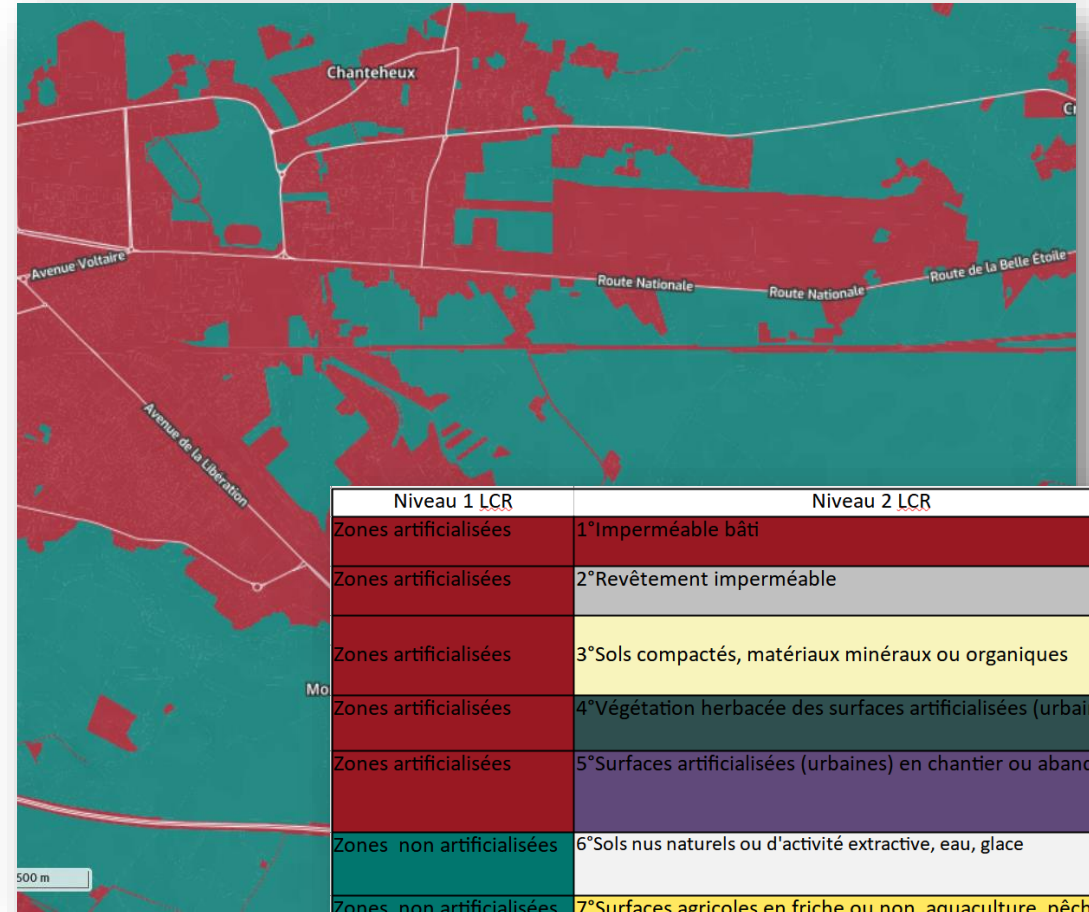 Chanteheux
Avenue Voltaire
Route Nationale
Route Nationale
Route de la Belle Étoile
Avenue de la Libération
500 m
Niveau 1 LCR
Niveau 2 LCR
Zones artificialisées
1°Imperméable bâti
Zones artificialisées
2°Revêtement imperméable
Zones artificialisées
3°Sols compactés, matériaux minéraux ou organiques
Zones artificialisées
4°Végétation herbacée des surfaces artificialisées (urbai
Zones artificialisées
5°Surfaces artificialisées (urbaines) en chantier ou aband
Zones non artificialisées
6°Sols nus naturels ou d'activité extractive, eau, glace
Zones non artificialisées
7°Surfaces agricoles en friche ou non, aquaculture, pêch